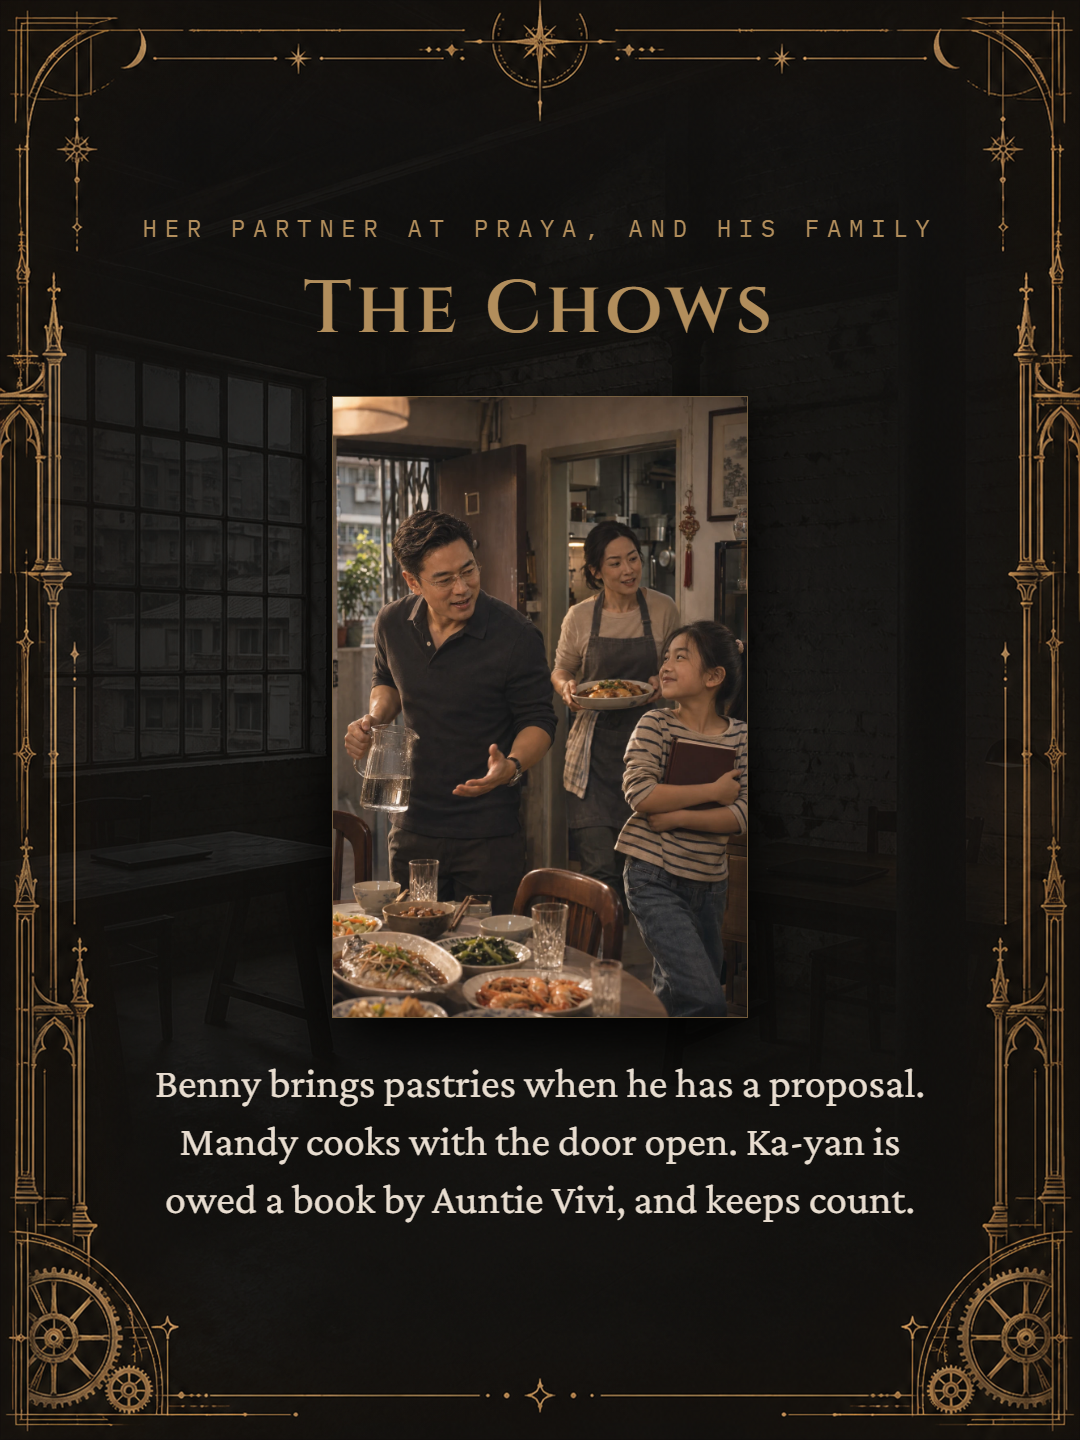 HER PARTNER AT PRAYA, AND HIS FAMILY
THE CHOWS
Benny brings pastries when he has a proposal.
Mandy cooks with the door open. Ka-yan is
owed a book by Auntie Vivi, and keeps count.